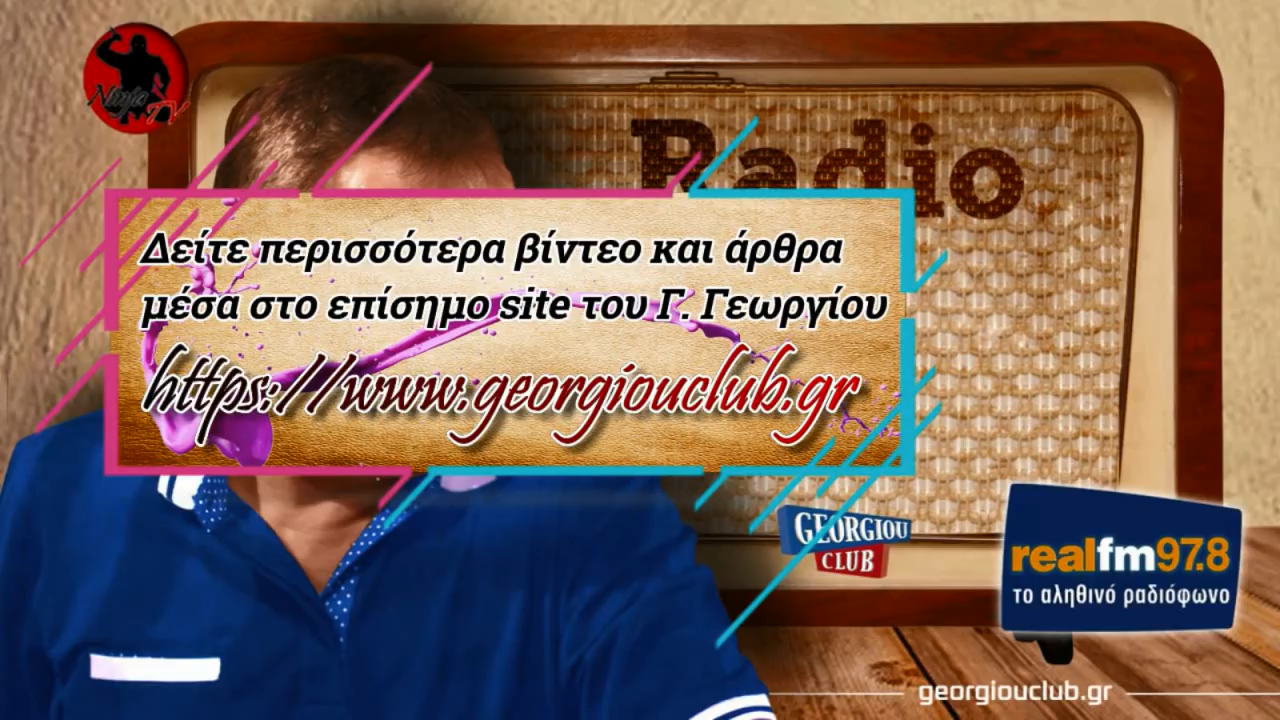 Ninja
TV
Radio
Δείτε περισσότερα βίντεο και άρθρα
μέσα στο επίσημο site του Γ. Γεωργίου
https://www.georgiouclub.gr
GEORGIOU
CLUB
realfm97.8
το αληθινό ραδιόφωνο
georgiouclub.gr